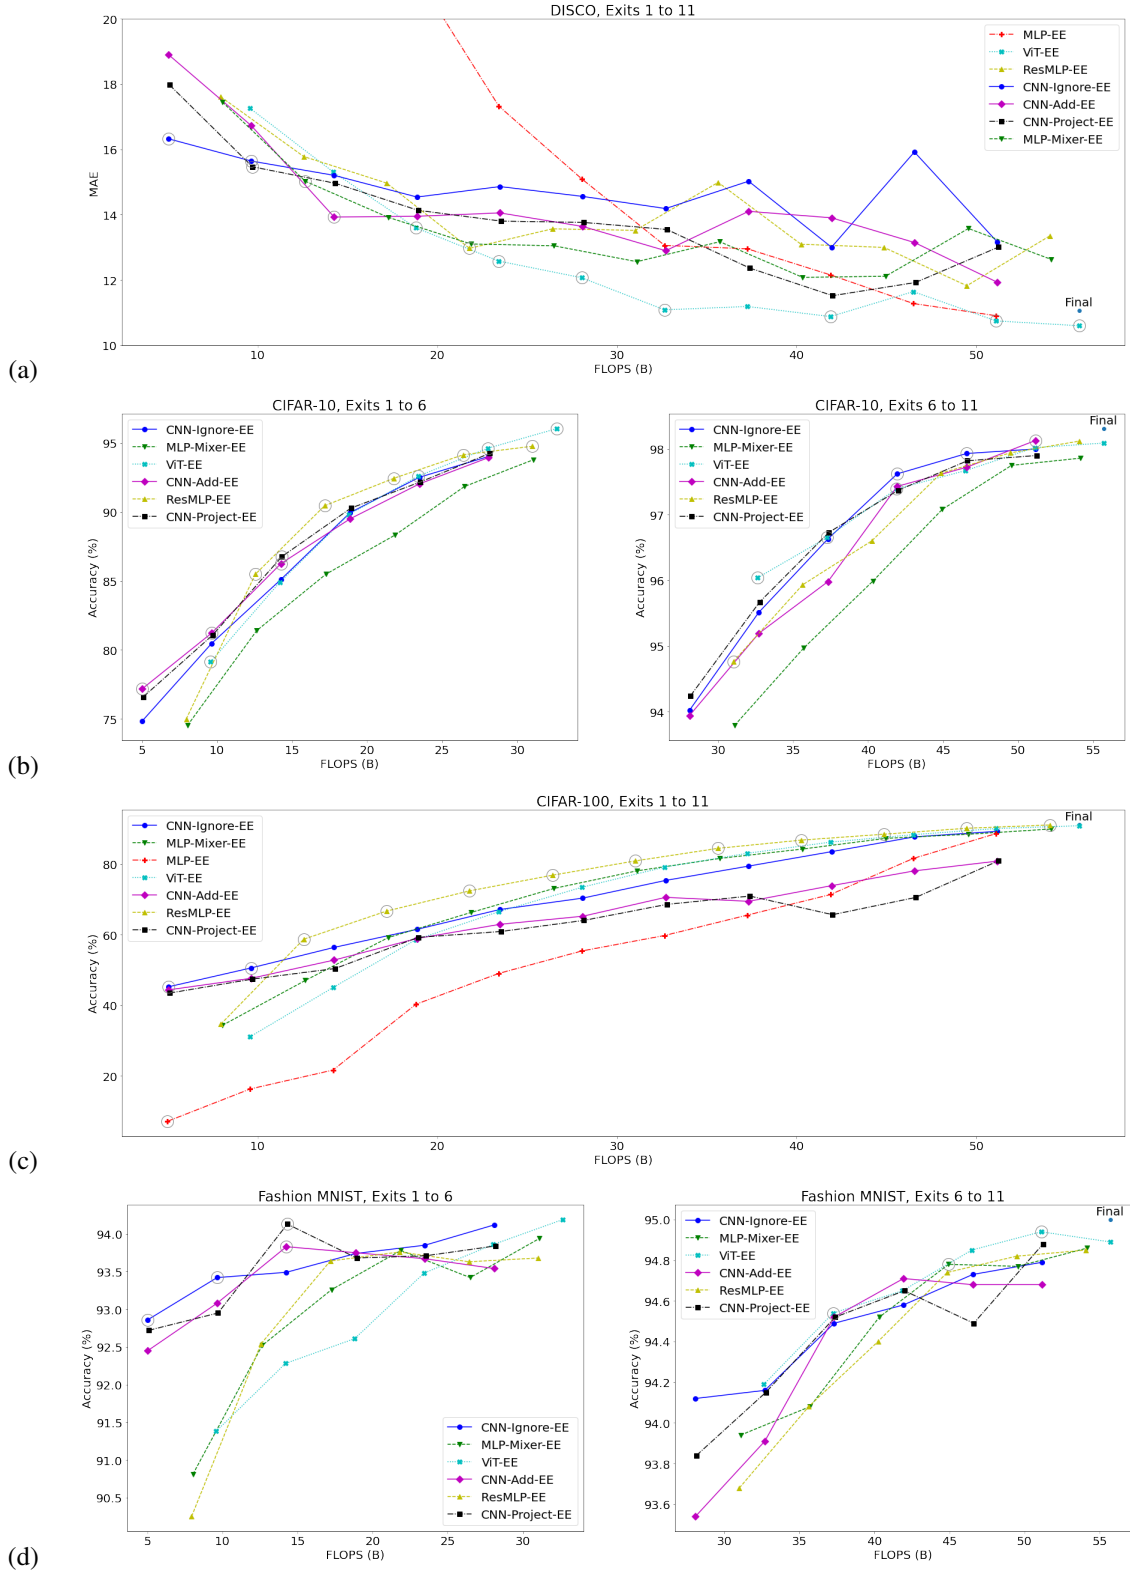 DISCO, Exits 1 to 11
20
18
16
14
12
10
MAE
MLP-EE
ViT-EE
ResMLP-EE
CNN-Ignore-EE
CNN-Add-EE
CNN-Project-EE
MLP-Mixer-EE
Final
10 20 30 40 50
FLOPS (B)
(a)
CIFAR-10, Exits 1 to 6
95
90
85
80
75
Accuracy (%)
CNN-Ignore-EE
MLP-Mixer-EE
ViT-EE
CNN-Add-EE
ResMLP-EE
CNN-Project-EE
5 10 15 20 25 30
FLOPS (B)
CIFAR-10, Exits 6 to 11
98
97
96
95
94
Accuracy (%)
CNN-Ignore-EE
MLP-Mixer-EE
ViT-EE
CNN-Add-EE
ResMLP-EE
CNN-Project-EE
Final
30 35 40 45 50 55
FLOPS (B)
(b)
CIFAR-100, Exits 1 to 11
80
60
40
20
Accuracy (%)
CNN-Ignore-EE
MLP-Mixer-EE
MLP-EE
ViT-EE
CNN-Add-EE
ResMLP-EE
CNN-Project-EE
Final
10 20 30 40 50
FLOPS (B)
(c)
Fashion MNIST, Exits 1 to 6
94.0
93.5
93.0
92.5
92.0
91.5
91.0
90.5
Accuracy (%)
CNN-Ignore-EE
MLP-Mixer-EE
ViT-EE
CNN-Add-EE
ResMLP-EE
CNN-Project-EE
5 10 15 20 25 30
FLOPS (B)
Fashion MNIST, Exits 6 to 11
95.0
94.8
94.6
94.4
94.2
94.0
93.8
93.6
Accuracy (%)
CNN-Ignore-EE
MLP-Mixer-EE
ViT-EE
CNN-Add-EE
ResMLP-EE
CNN-Project-EE
Final
30 35 40 45 50 55
FLOPS (B)
(d)